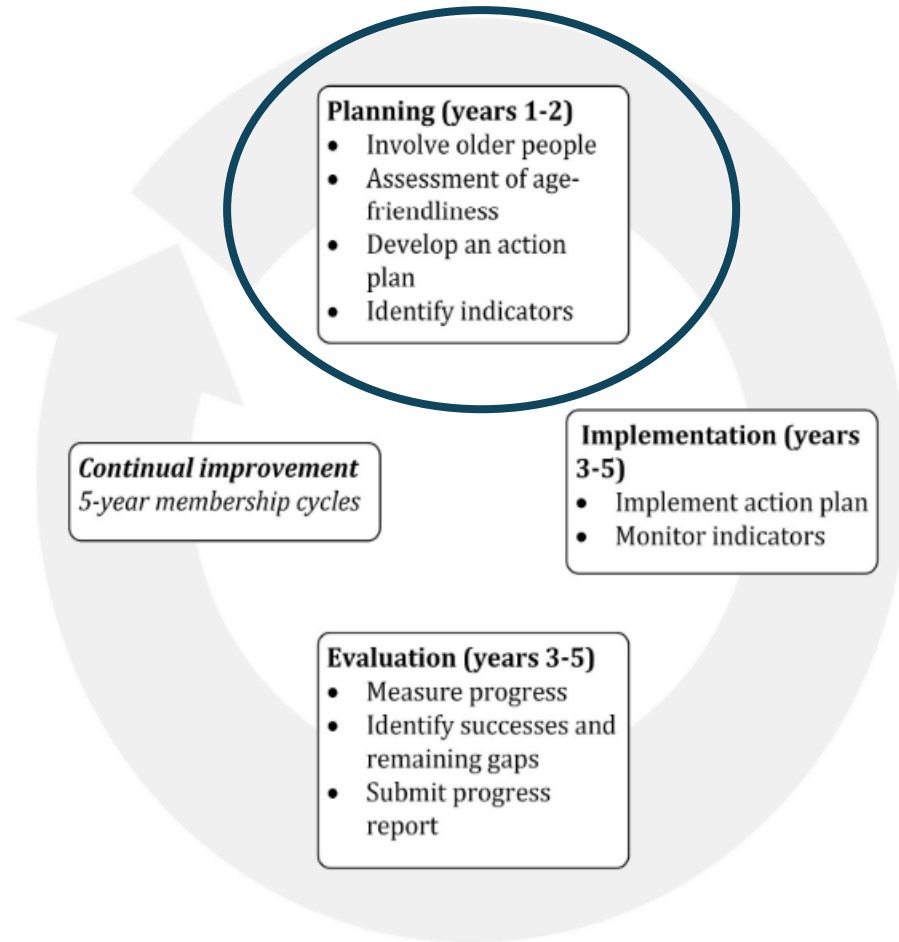 Planning (years 1-2)
• Involve older people
• Assessment of age-
friendliness
• Develop an action
plan
• Identify indicators
Implementation (years
3-5)
• Implement action plan
• Monitor indicators
Evaluation (years 3-5)
• Measure progress
• Identify successes and
remaining gaps
• Submit progress
report
Continual improvement
5-year membership cycles